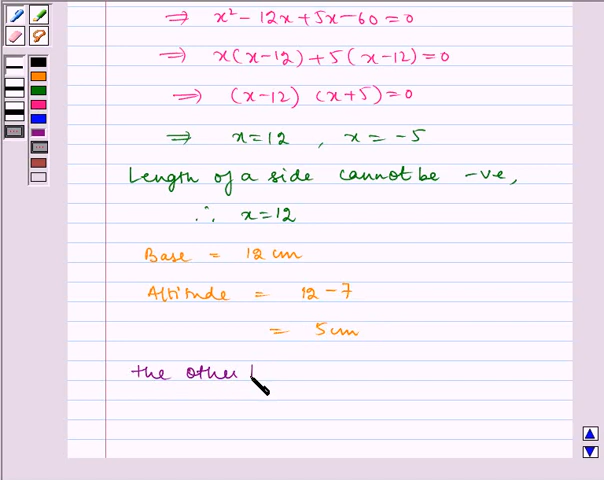 ⇒ x² - 12x + 5x - 60 = 0
⇒ x(x-12) + 5(x-12) = 0
⇒ (x-12) (x+5) = 0
⇒ x = 12 , x = -5
Length of a side cannot be -ve,
∴ x = 12
Base = 12 cm
Altitude = 12 - 7
= 5 cm
the other